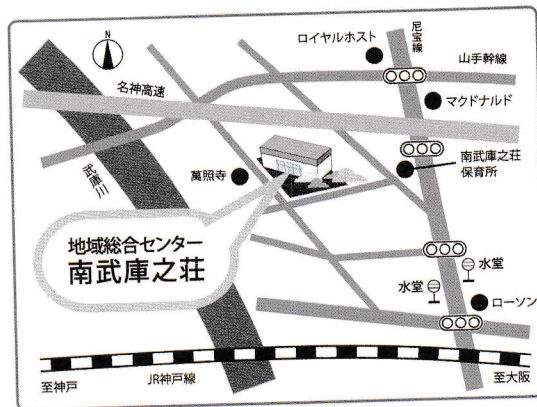 N
ロイヤルホスト
尼宝線
山手幹線
名神高速
マクドナルド
武庫川
萬照寺
南武庫之荘
保育所
地域総合センター
南武庫之荘
水堂
水堂
ローソン
至神戸
JR神戸線
至大阪